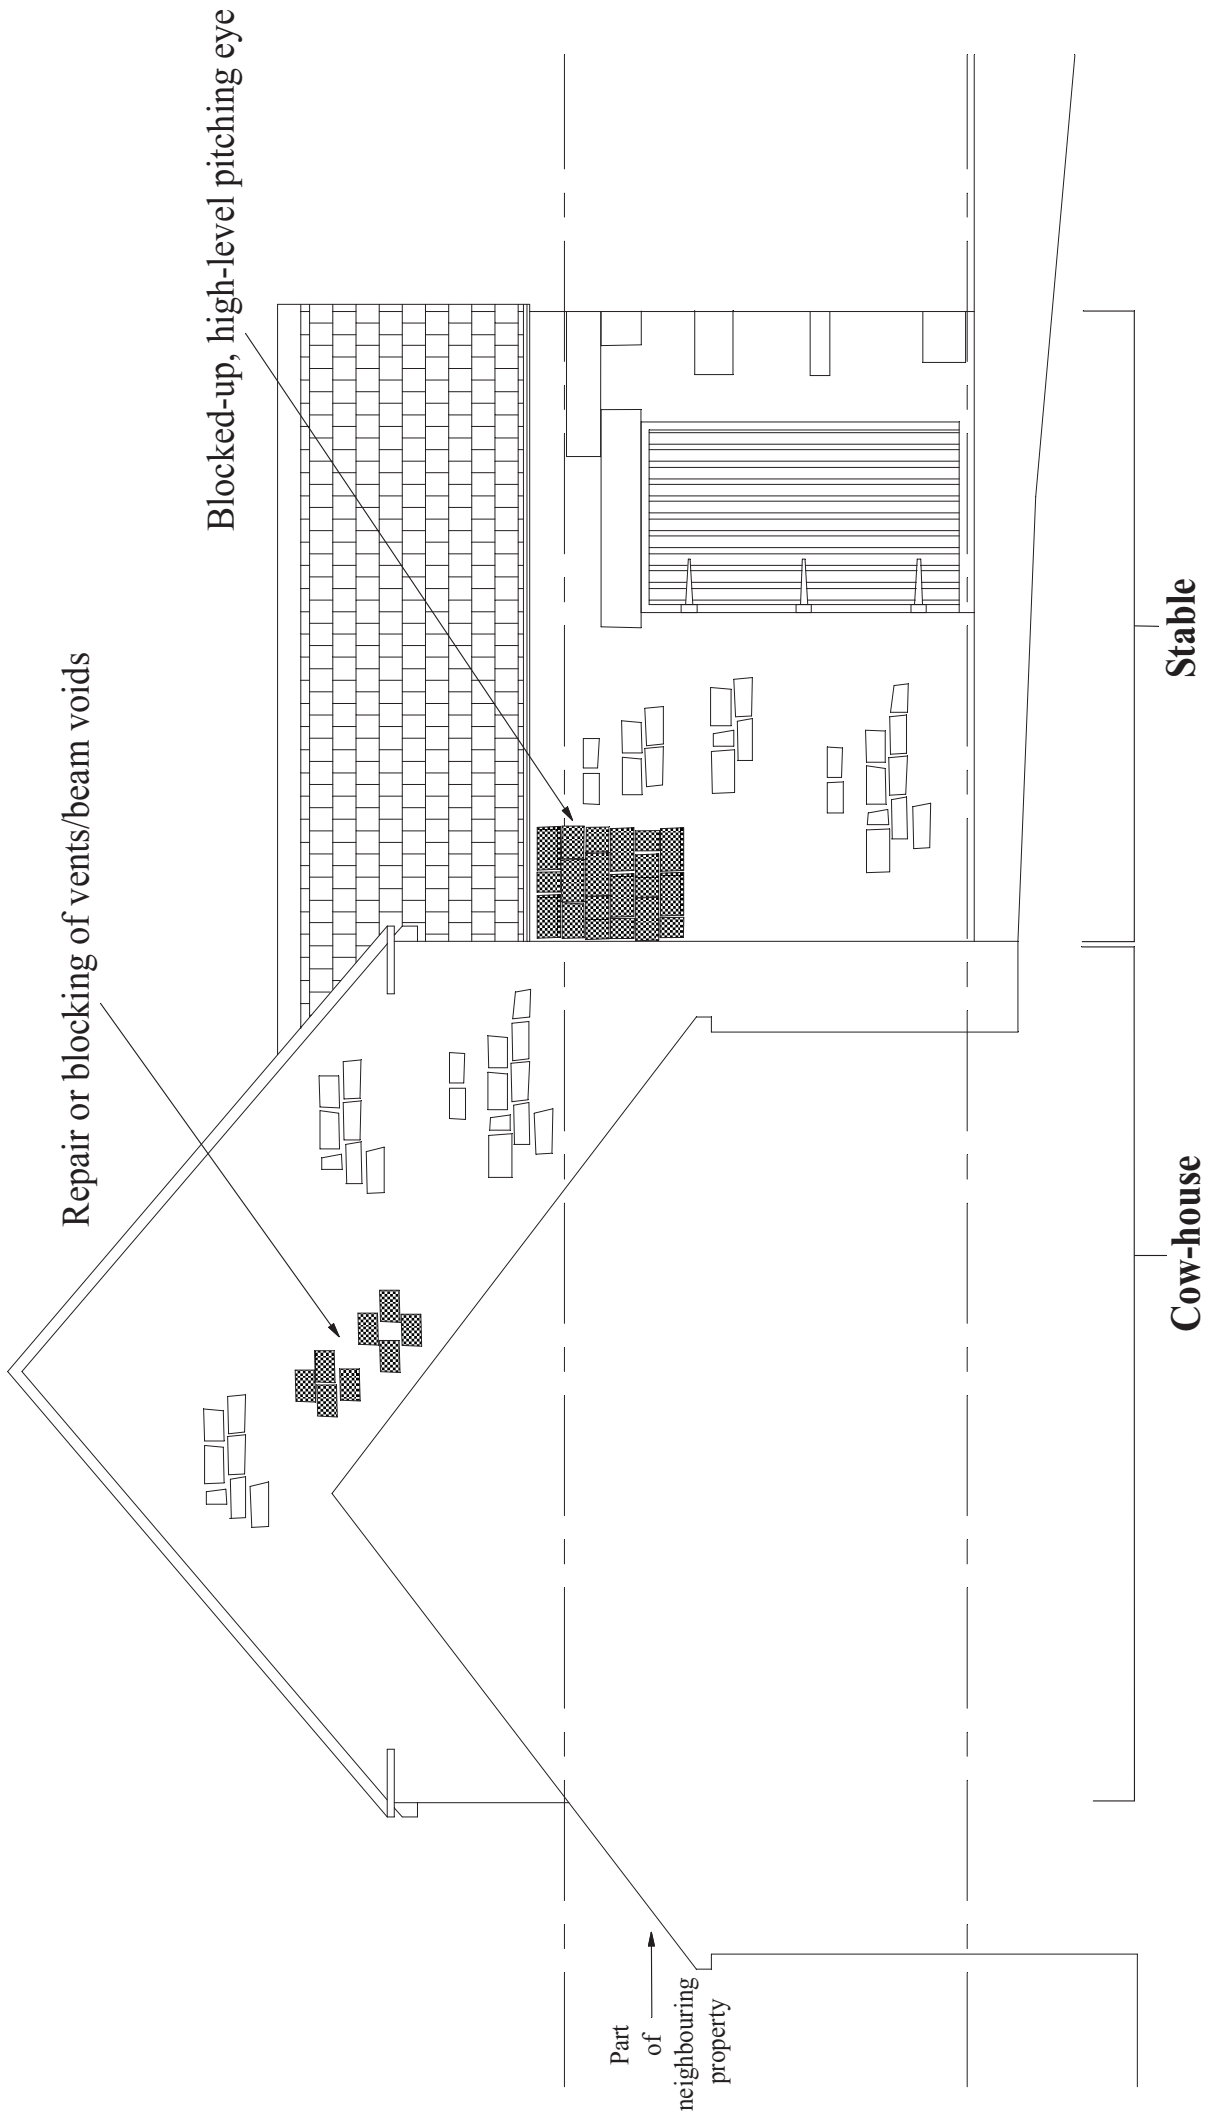 Repair or blocking of vents/beam voids
Blocked-up, high-level pitching eye
Part
of
neighbouring
property
Cow-house
Stable